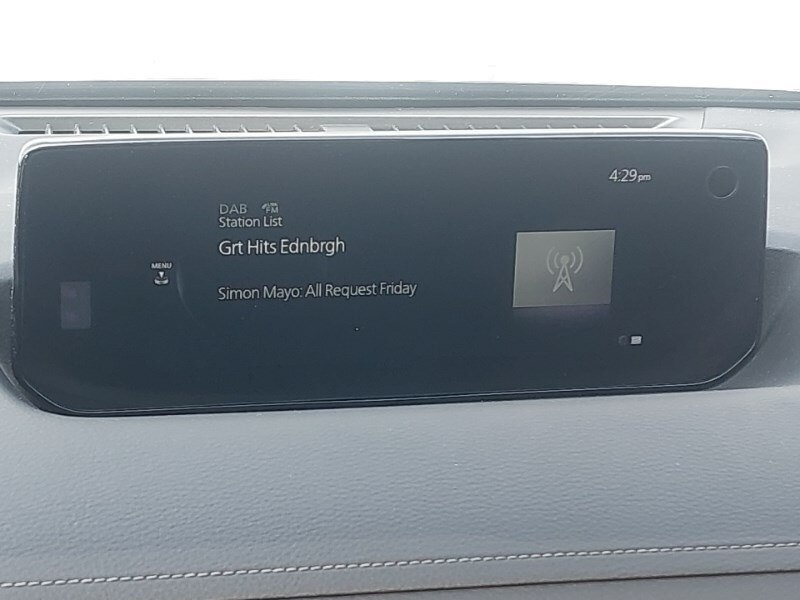 4:29pm
DAB FM
Station List
Grt Hits Ednbrgh
MENU
Simon Mayo: All Request Friday